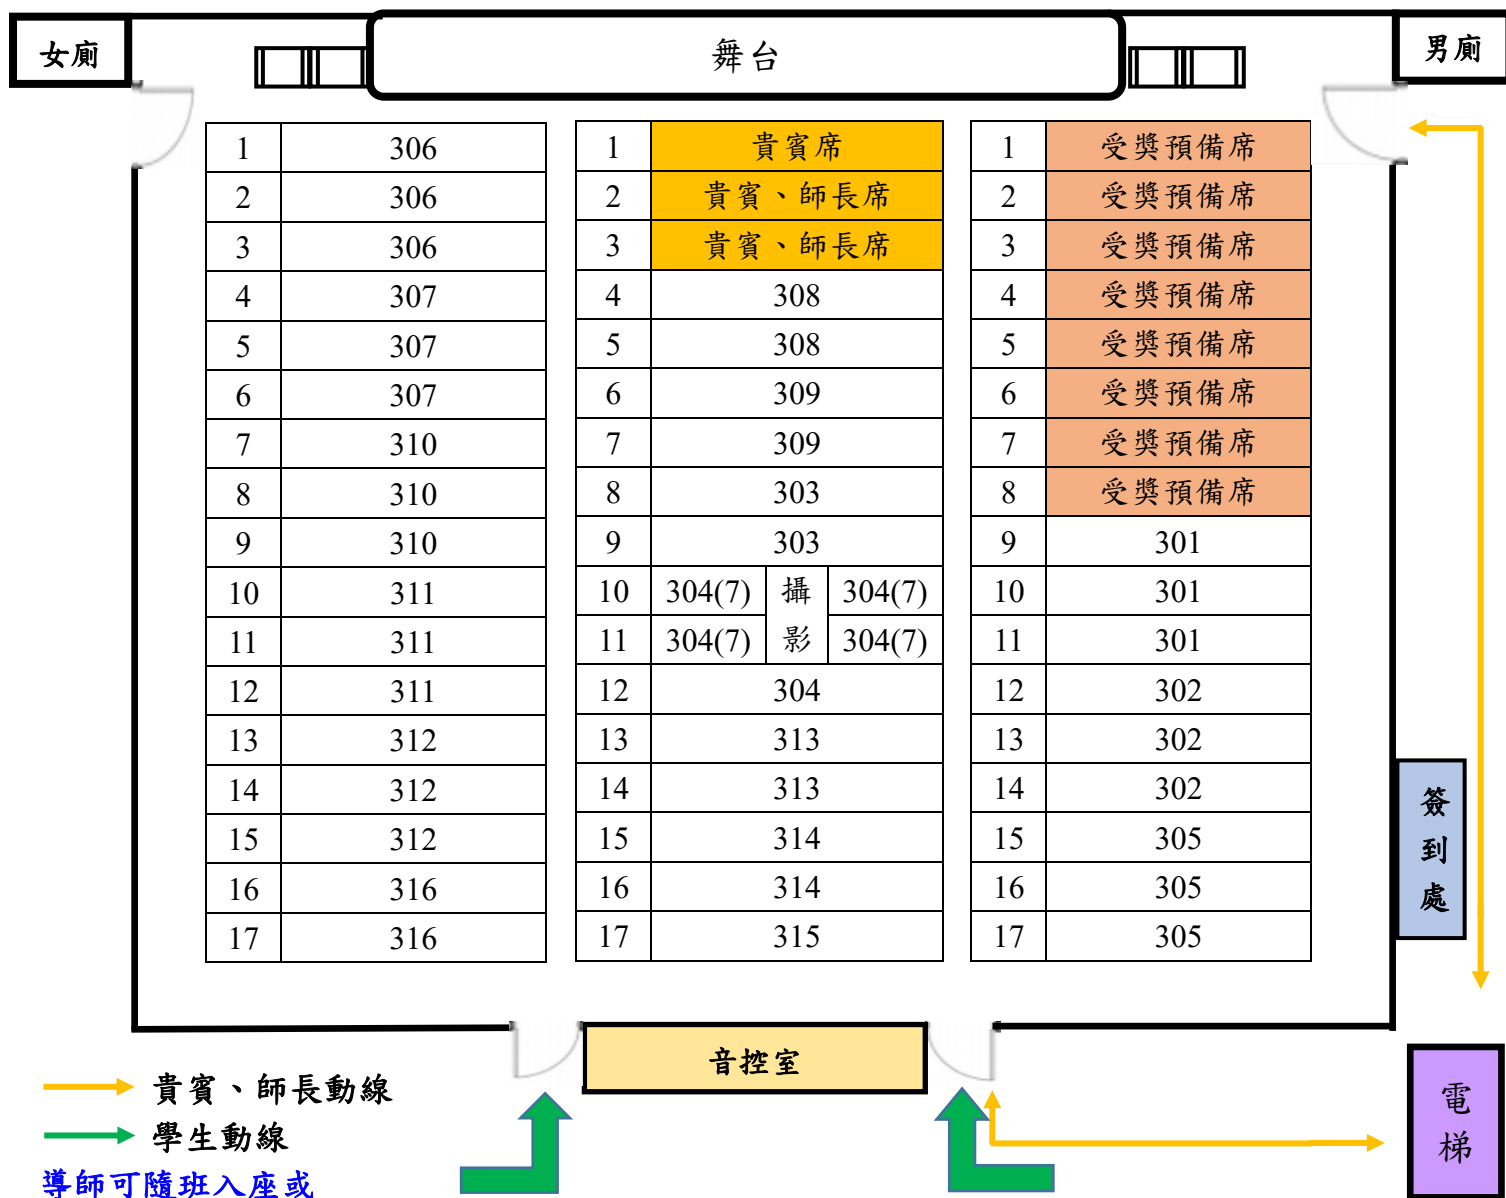 女廁
舞台
男廁
1 306 1 貴賓席 1 受獎預備席
2 306 2 貴賓、師長席 2 受獎預備席
3 306 3 貴賓、師長席 3 受獎預備席
4 307 4 308 4 受獎預備席
5 307 5 308 5 受獎預備席
6 307 6 309 6 受獎預備席
7 310 7 309 7 受獎預備席
8 310 8 303 8 受獎預備席
9 310 9 303 9 301
10 311 10 304(7) 攝 304(7) 10 301
11 311 11 304(7) 影 304(7) 11 301
12 311 12 304 12 302
13 312 13 313 13 302
14 312 14 313 14 302
15 312 15 314 15 305
16 316 16 314 16 305
17 316 17 315 17 305
簽到處
音控室
電梯
貴賓、師長動線
學生動線
導師可隨班入座或